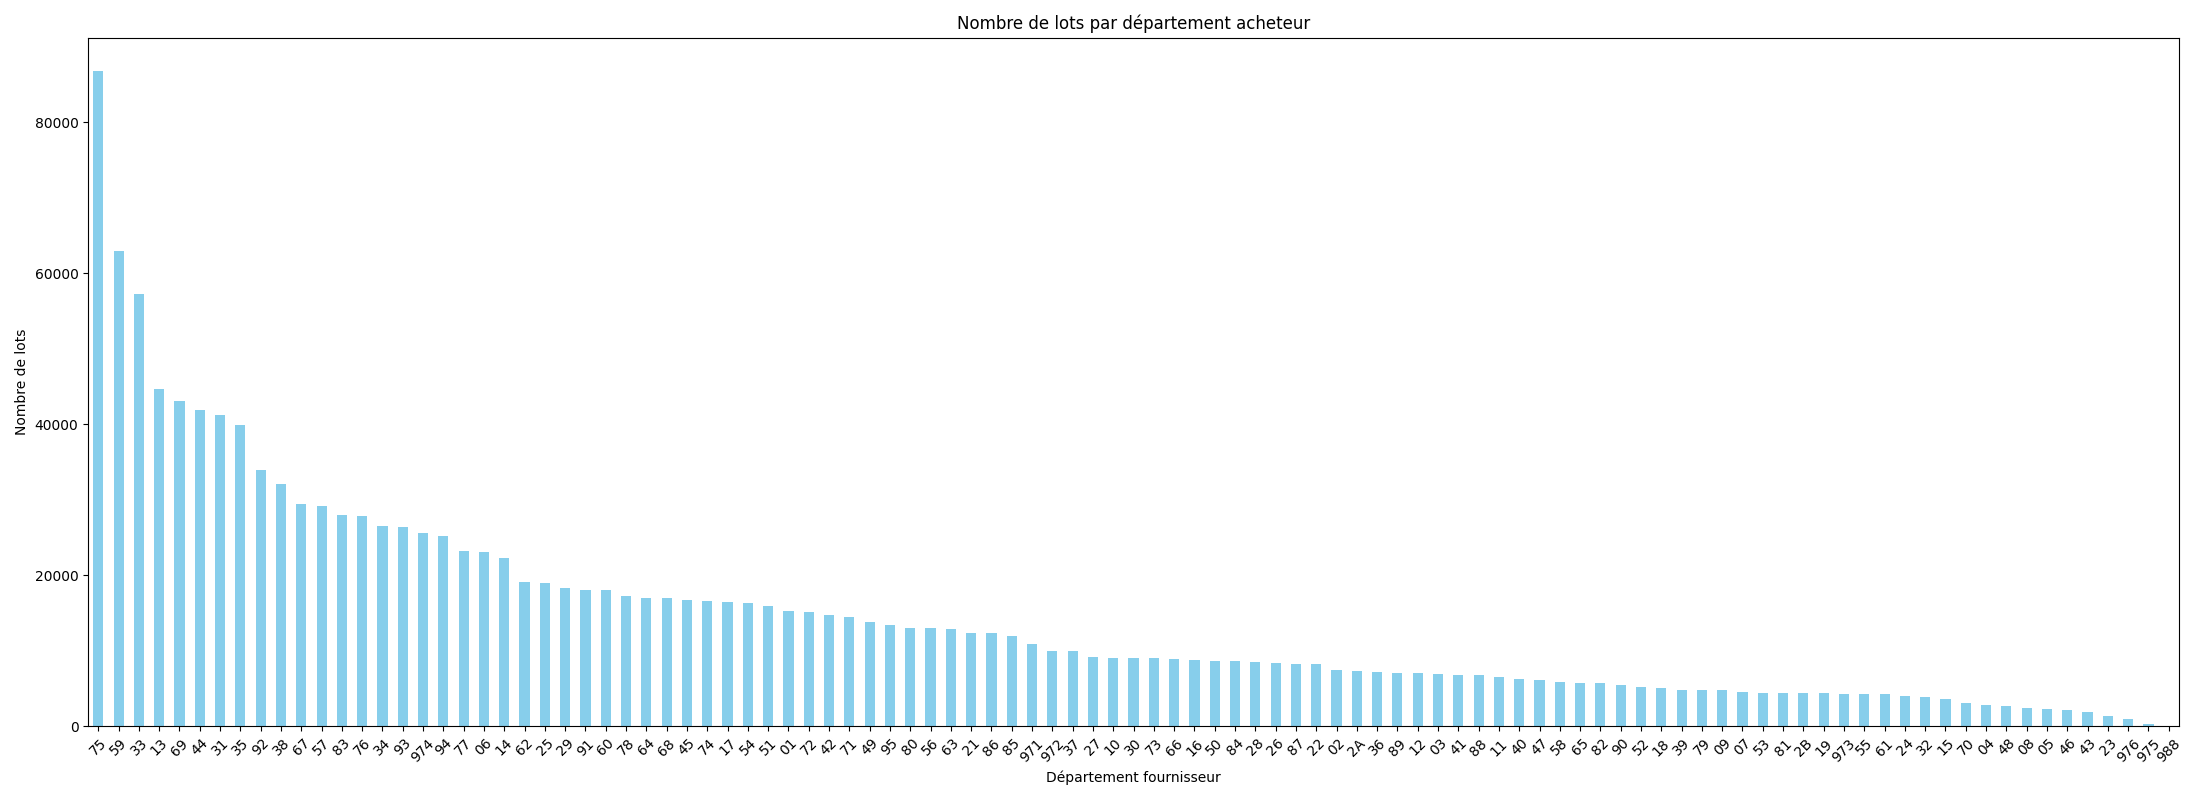 Nombre de lots par département acheteur
80000
60000
40000
20000
0
Nombre de lots
75 59 33 13 69 44 31 35 92 38 67 57 83 76 34 93 974 94 77 06 14 62 25 29 91 60 78 64 68 45 74 17 54 51 01 72 42 71 49 95 80 56 63 21 86 85 971 972 37 27 10 30 73 66 16 50 84 28 26 87 22 02 2A 36 89 12 03 41 88 11 40 47 58 65 82 90 52 18 39 79 09 07 53 81 2B 19 973 55 61 24 32 15 70 04 48 08 05 46 43 23 976 975 988
Département fournisseur